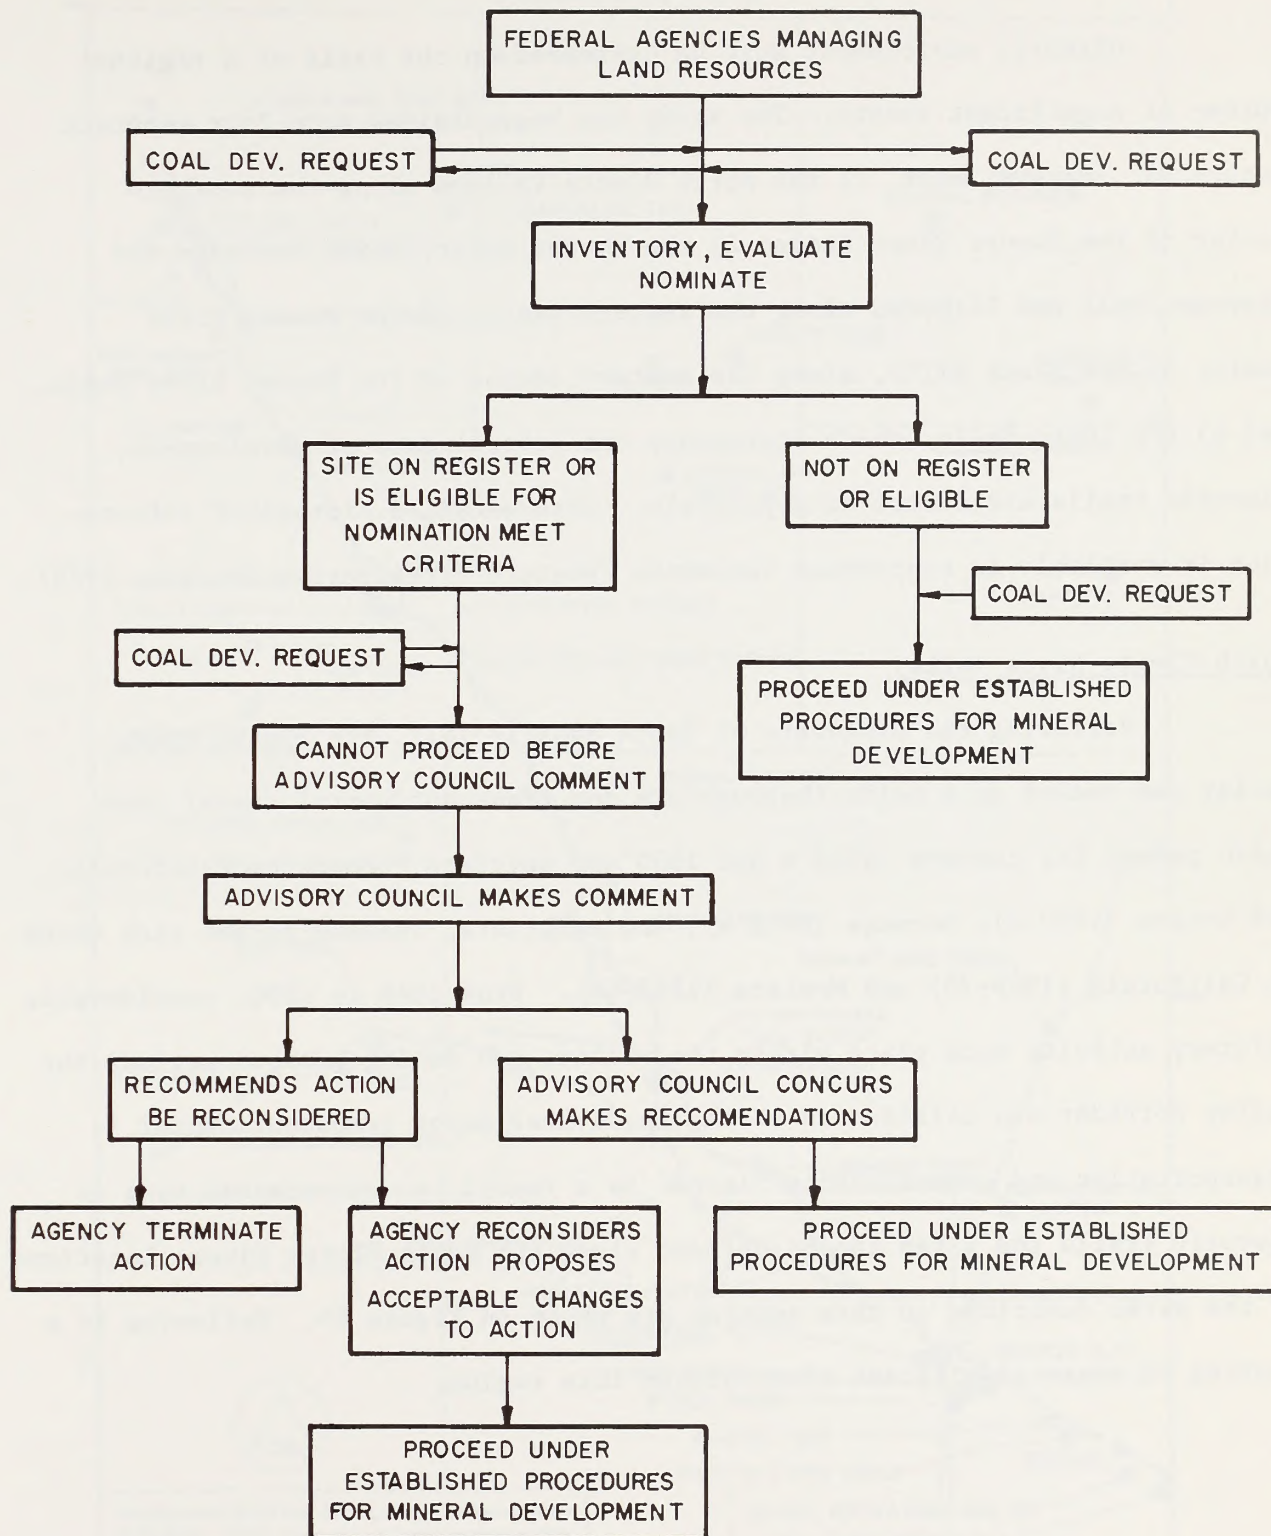 FEDERAL AGENCIES MANAGING
LAND RESOURCES
COAL DEV. REQUEST
COAL DEV. REQUEST
INVENTORY, EVALUATE
NOMINATE
SITE ON REGISTER OR
IS ELIGIBLE FOR
NOMINATION MEET
CRITERIA
NOT ON REGISTER
OR ELIGIBLE
COAL DEV. REQUEST
COAL DEV. REQUEST
PROCEED UNDER ESTABLISHED
PROCEDURES FOR MINERAL
DEVELOPMENT
CANNOT PROCEED BEFORE
ADVISORY COUNCIL COMMENT
ADVISORY COUNCIL MAKES COMMENT
RECOMMENDS ACTION
BE RECONSIDERED
ADVISORY COUNCIL CONCURS
MAKES RECCOMENDATIONS
AGENCY TERMINATE
ACTION
AGENCY RECONSIDERS
ACTION PROPOSES
ACCEPTABLE CHANGES
TO ACTION
PROCEED UNDER ESTABLISHED
PROCEDURES FOR MINERAL DEVELOPMENT
PROCEED UNDER
ESTABLISHED PROCEDURES
FOR MINERAL DEVELOPMENT